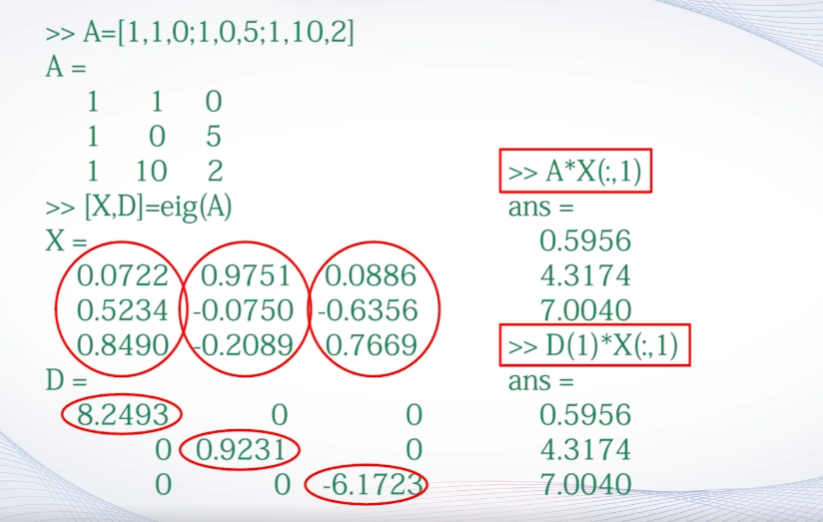 >> A=[1,1,0;1,0,5;1,10,2]
A =
1 1 0
1 0 5
1 10 2
>> [X,D]=eig(A)
X =
0.0722 0.9751 0.0886
0.5234 -0.0750 -0.6356
0.8490 -0.2089 0.7669
D =
8.2493 0 0
0 0.9231 0
0 0 -6.1723
>> A*X(:,1)
ans =
0.5956
4.3174
7.0040
>> D(1)*X(:,1)
ans =
0.5956
4.3174
7.0040